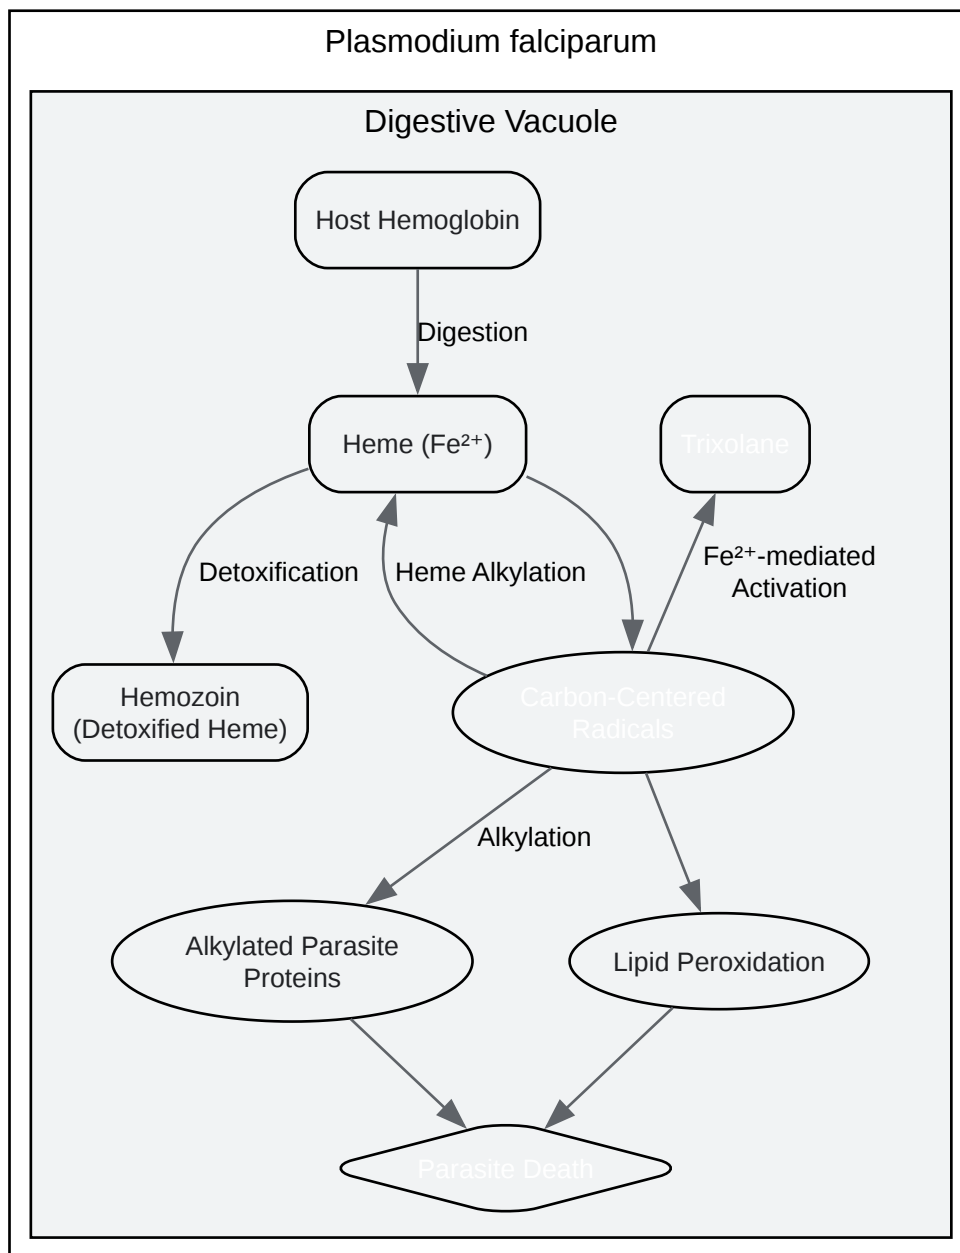 Plasmodium falciparum
Digestive Vacuole
Host Hemoglobin
Digestion
Heme (Fe²⁺)
Trixolane
Detoxification
Heme Alkylation
Fe²⁺-mediated
Activation
Hemozoin
(Detoxified Heme)
Carbon-Centered
Radicals
Alkylation
Alkylated Parasite
Proteins
Lipid Peroxidation
Parasite Death